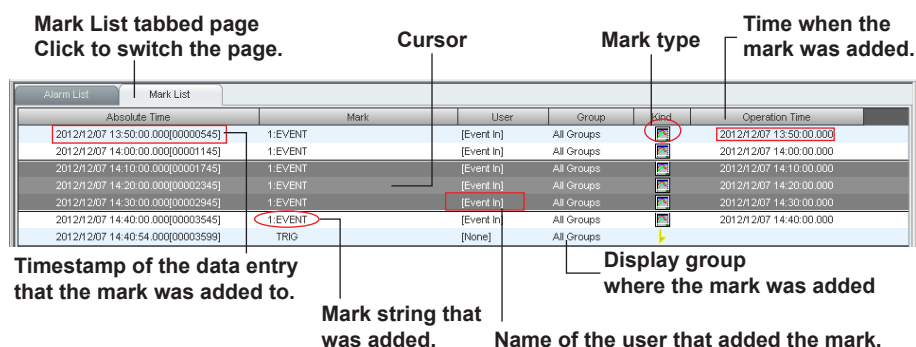 Mark List tabbed page
Click to switch the page.
Cursor
Mark type
Time when the
mark was added.
Alarm List Mark List
Absolute Time Mark User Group Kind Operation Time
2012/12/07 13:50:00.000[00000545] 1:EVENT [Event In] All Groups 2012/12/07 13:50:00.000
2012/12/07 14:00:00.000[00001145] 1:EVENT [Event In] All Groups 2012/12/07 14:00:00.000
2012/12/07 14:10:00.000[00001745] 1:EVENT [Event In] All Groups 2012/12/07 14:10:00.000
2012/12/07 14:20:00.000[00002345] 1:EVENT [Event In] All Groups 2012/12/07 14:20:00.000
2012/12/07 14:30:00.000[00002945] 1:EVENT [Event In] All Groups 2012/12/07 14:30:00.000
2012/12/07 14:40:00.000[00003545] 1:EVENT [Event In] All Groups 2012/12/07 14:40:00.000
2012/12/07 14:40:54.000[00003599] TRIG [None] All Groups
Timestamp of the data entry
that the mark was added to.
Display group
where the mark was added
Mark string that
was added.
Name of the user that added the mark.